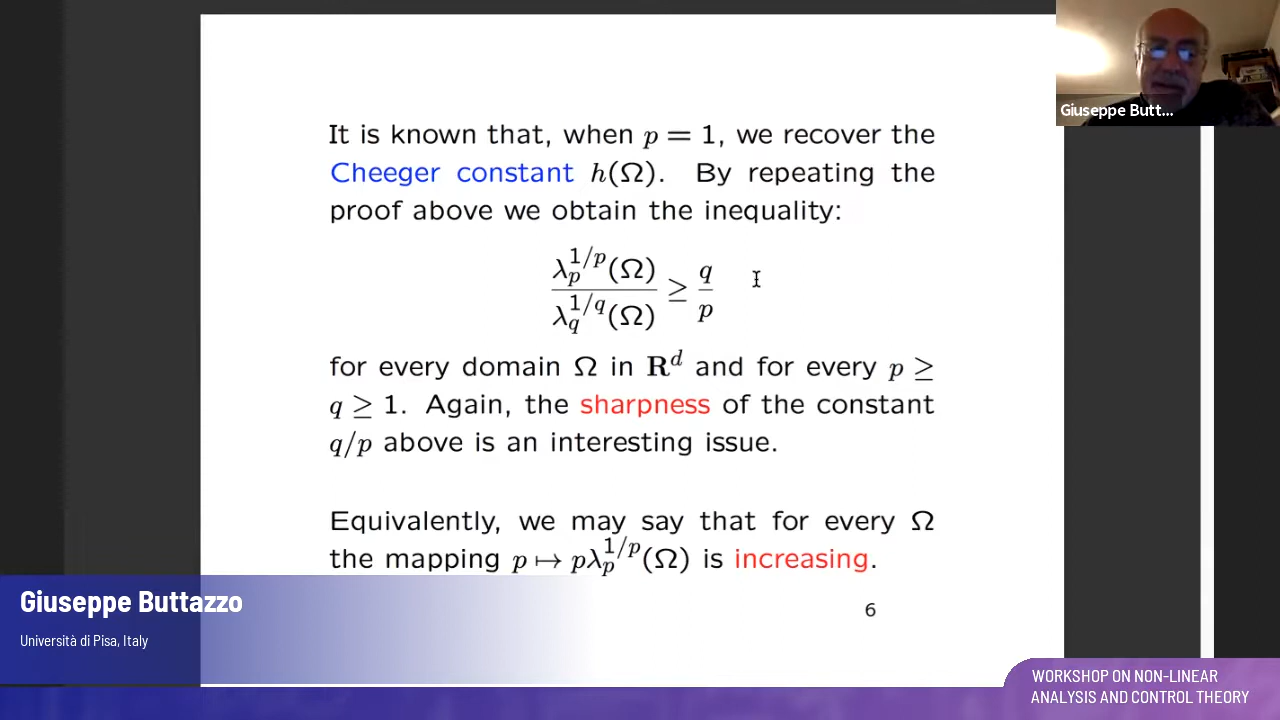 Giuseppe Butt...
It is known that, when p = 1, we recover the
Cheeger constant h(Ω). By repeating the
proof above we obtain the inequality:
λ_p^{1/p}(Ω) / λ_q^{1/q}(Ω) ≥ q/p
for every domain Ω in R^d and for every p ≥
q ≥ 1. Again, the sharpness of the constant
q/p above is an interesting issue.
Equivalently, we may say that for every Ω
the mapping p ↦ pλ_p^{1/p}(Ω) is increasing.
6
Giuseppe Buttazzo
Università di Pisa, Italy
WORKSHOP ON NON-LINEAR
ANALYSIS AND CONTROL THEORY